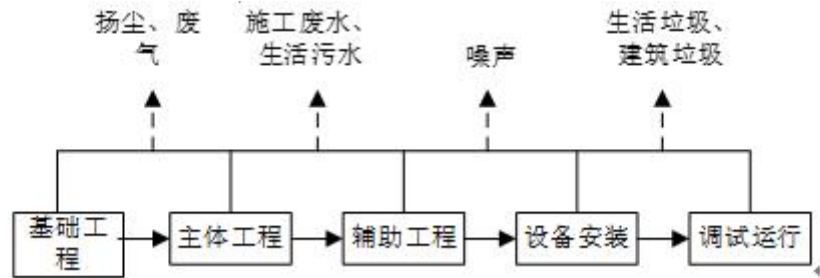 扬尘、废
气
施工废水、
生活污水
噪声
生活垃圾、
建筑垃圾
基础工
程
主体工程
辅助工程
设备安装
调试运行